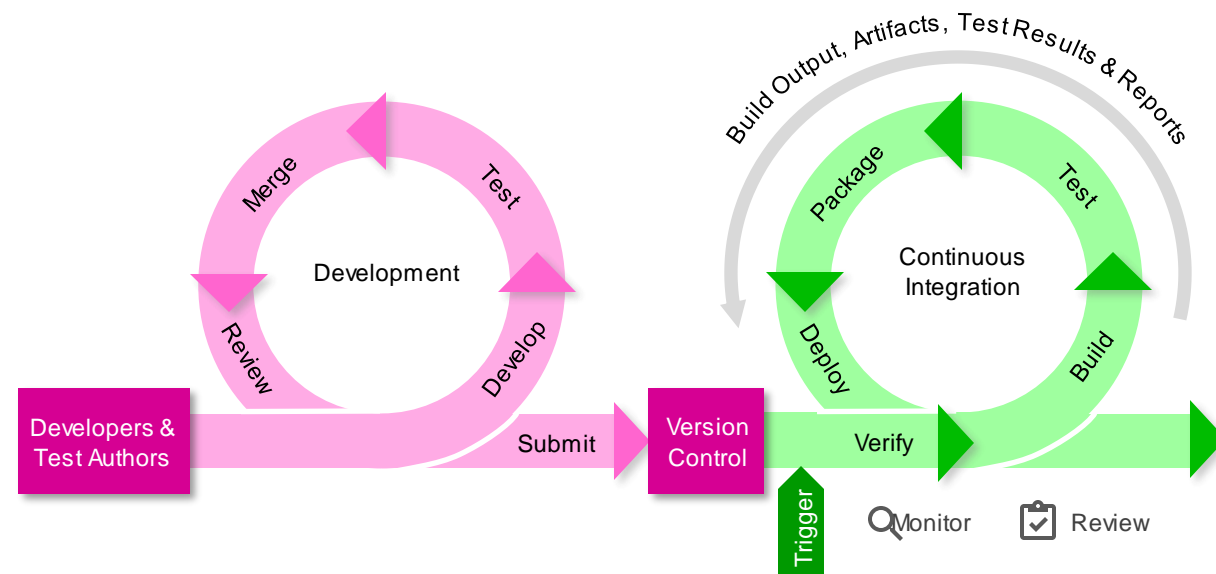 Build Output, Artifacts, Test Results & Reports
Merge
Test
Development
Review
Develop
Developers &
Test Authors
Submit
Version
Control
Package
Test
Continuous
Integration
Deploy
Build
Verify
Trigger
Monitor
Review